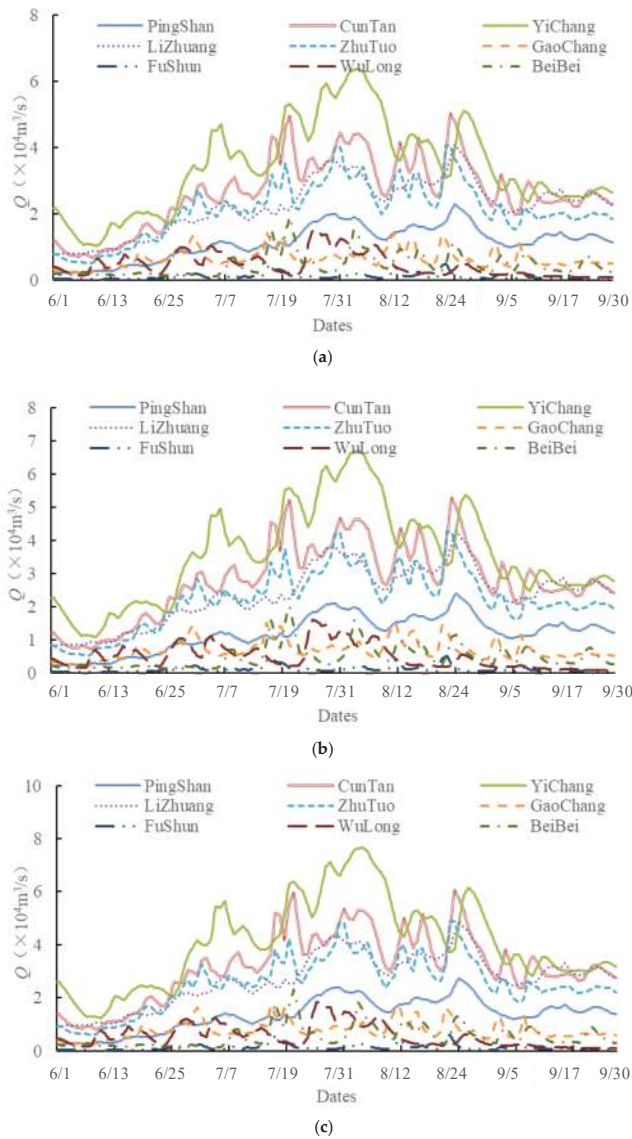 8
PingShan CunTan YiChang
LiZhuang ZhuTuo GaoChang
FuShun WuLong BeiBei
6
4
2
0
Q（×10⁴m³/s）
6/1 6/13 6/25 7/7 7/19 7/31 8/12 8/24 9/5 9/17 9/30
Dates
(a)
8
PingShan CunTan YiChang
7
LiZhuang ZhuTuo GaoChang
FuShun WuLong BeiBei
6
5
4
3
2
1
0
Q（×10⁴m³/s）
6/1 6/13 6/25 7/7 7/19 7/31 8/12 8/24 9/5 9/17 9/30
Dates
(b)
10
PingShan CunTan YiChang
LiZhuang ZhuTuo GaoChang
FuShun WuLong BeiBei
8
6
4
2
0
Q（×10⁴m³/s）
6/1 6/13 6/25 7/7 7/19 7/31 8/12 8/24 9/5 9/17 9/30
Dates
(c)